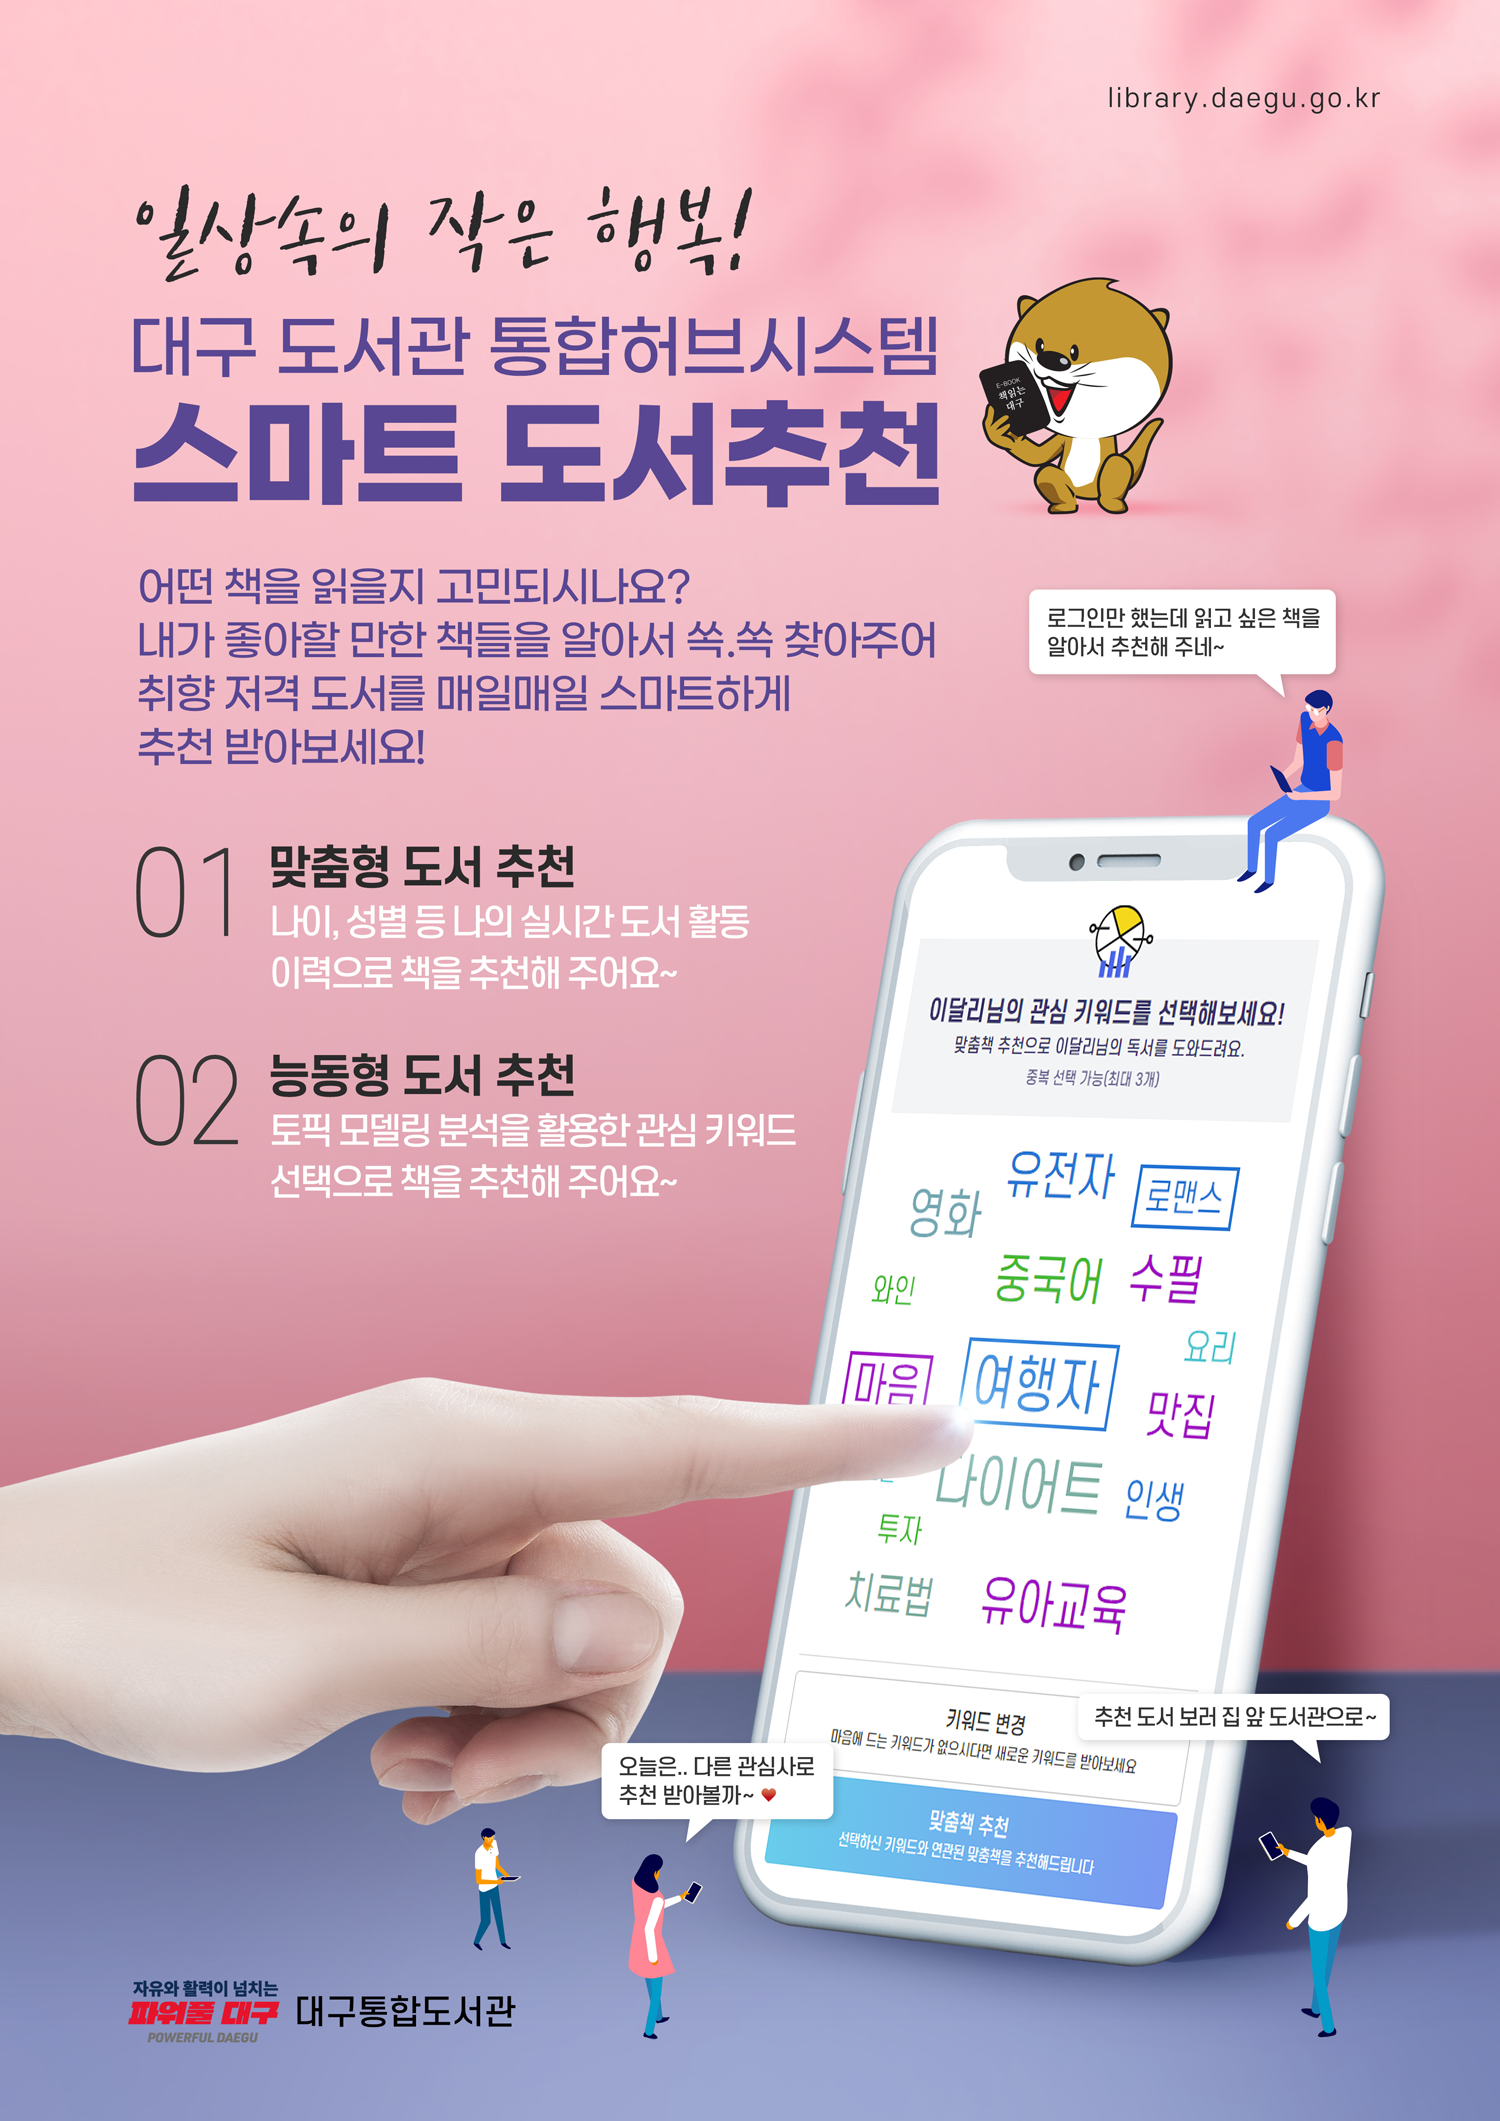 library.daegu.go.kr
일상속의 작은 행복!
대구 도서관 통합허브시스템
스마트 도서추천
E-BOOK
책읽는
대구
어떤 책을 읽을지 고민되시나요?
내가 좋아할 만한 책들을 알아서 쏙.쏙 찾아주어
취향 저격 도서를 매일매일 스마트하게
추천 받아보세요!
로그인만 했는데 읽고 싶은 책을
알아서 추천해 주네~
01 맞춤형 도서 추천
나이, 성별 등 나의 실시간 도서 활동
이력으로 책을 추천해 주어요~
02 능동형 도서 추천
토픽 모델링 분석을 활용한 관심 키워드
선택으로 책을 추천해 주어요~
이달리님의 관심 키워드를 선택해보세요!
맞춤책 추천으로 이달리님의 독서를 도와드려요.
중복 선택 가능(최대 3개)
영화 유전자 로맨스
와인 중국어 수필
요리
마음 여행자 맛집
다이어트 인생
투자
치료법 유아교육
키워드 변경
마음에 드는 키워드가 없으시다면 새로운 키워드를 받아보세요
맞춤책 추천
선택하신 키워드와 연관된 맞춤책을 추천해드립니다
추천 도서 보러 집 앞 도서관으로~
오늘은.. 다른 관심사로
추천 받아볼까~ ♥
자유와 활력이 넘치는
파워풀 대구
POWERFUL DAEGU
대구통합도서관